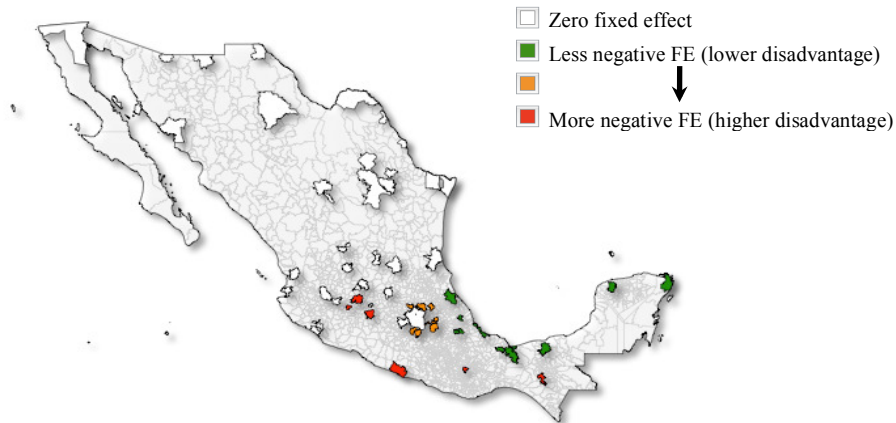 Zero fixed effect
Less negative FE (lower disadvantage)
More negative FE (higher disadvantage)